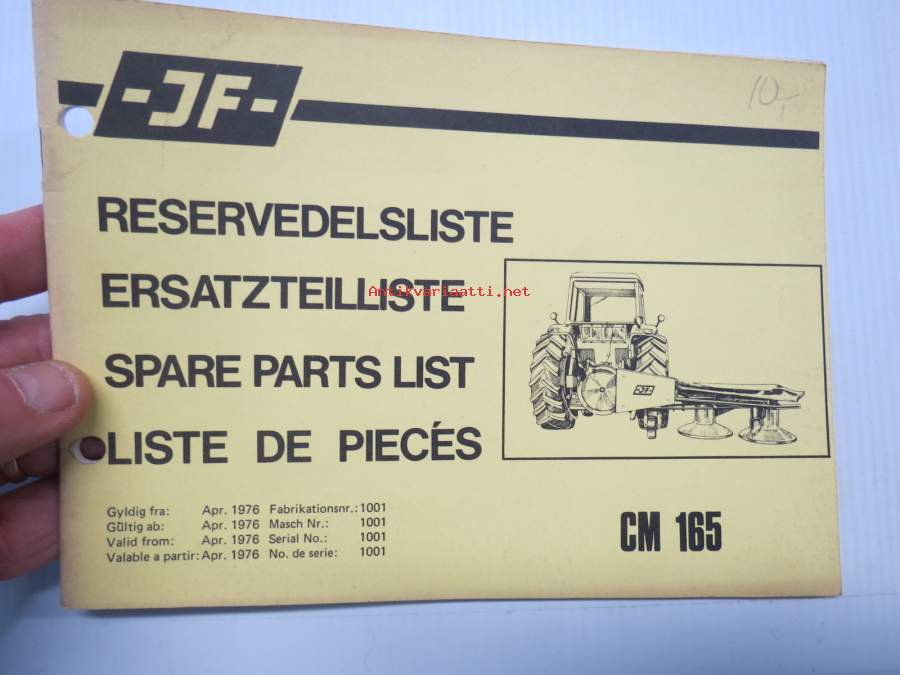 -JF-
10,-
RESERVEDELSLISTE
ERSATZTEILLISTE
Antikvariaatti.net
SPARE PARTS LIST
LISTE DE PIECÉS
-JF-
Gyldig fra: Apr. 1976 Fabrikationsnr.: 1001
Gültig ab: Apr. 1976 Masch Nr.: 1001
Valid from: Apr. 1976 Serial No.: 1001
Valable a partir: Apr. 1976 No. de serie: 1001
CM 165